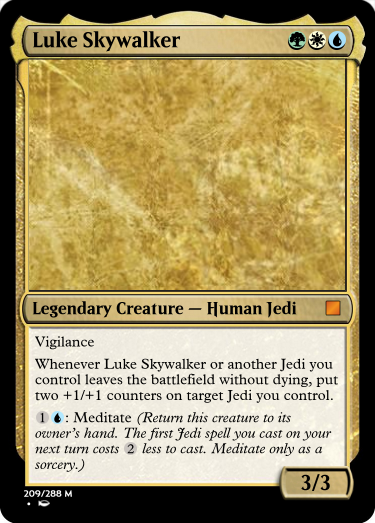 Luke Skywalker
Legendary Creature — Human Jedi
Vigilance
Whenever Luke Skywalker or another Jedi you
control leaves the battlefield without dying, put
two +1/+1 counters on target Jedi you control.
1 : Meditate (Return this creature to its
owner's hand. The first Jedi spell you cast on your
next turn costs 2 less to cast. Meditate only as a
sorcery.)
3/3
209/288 M